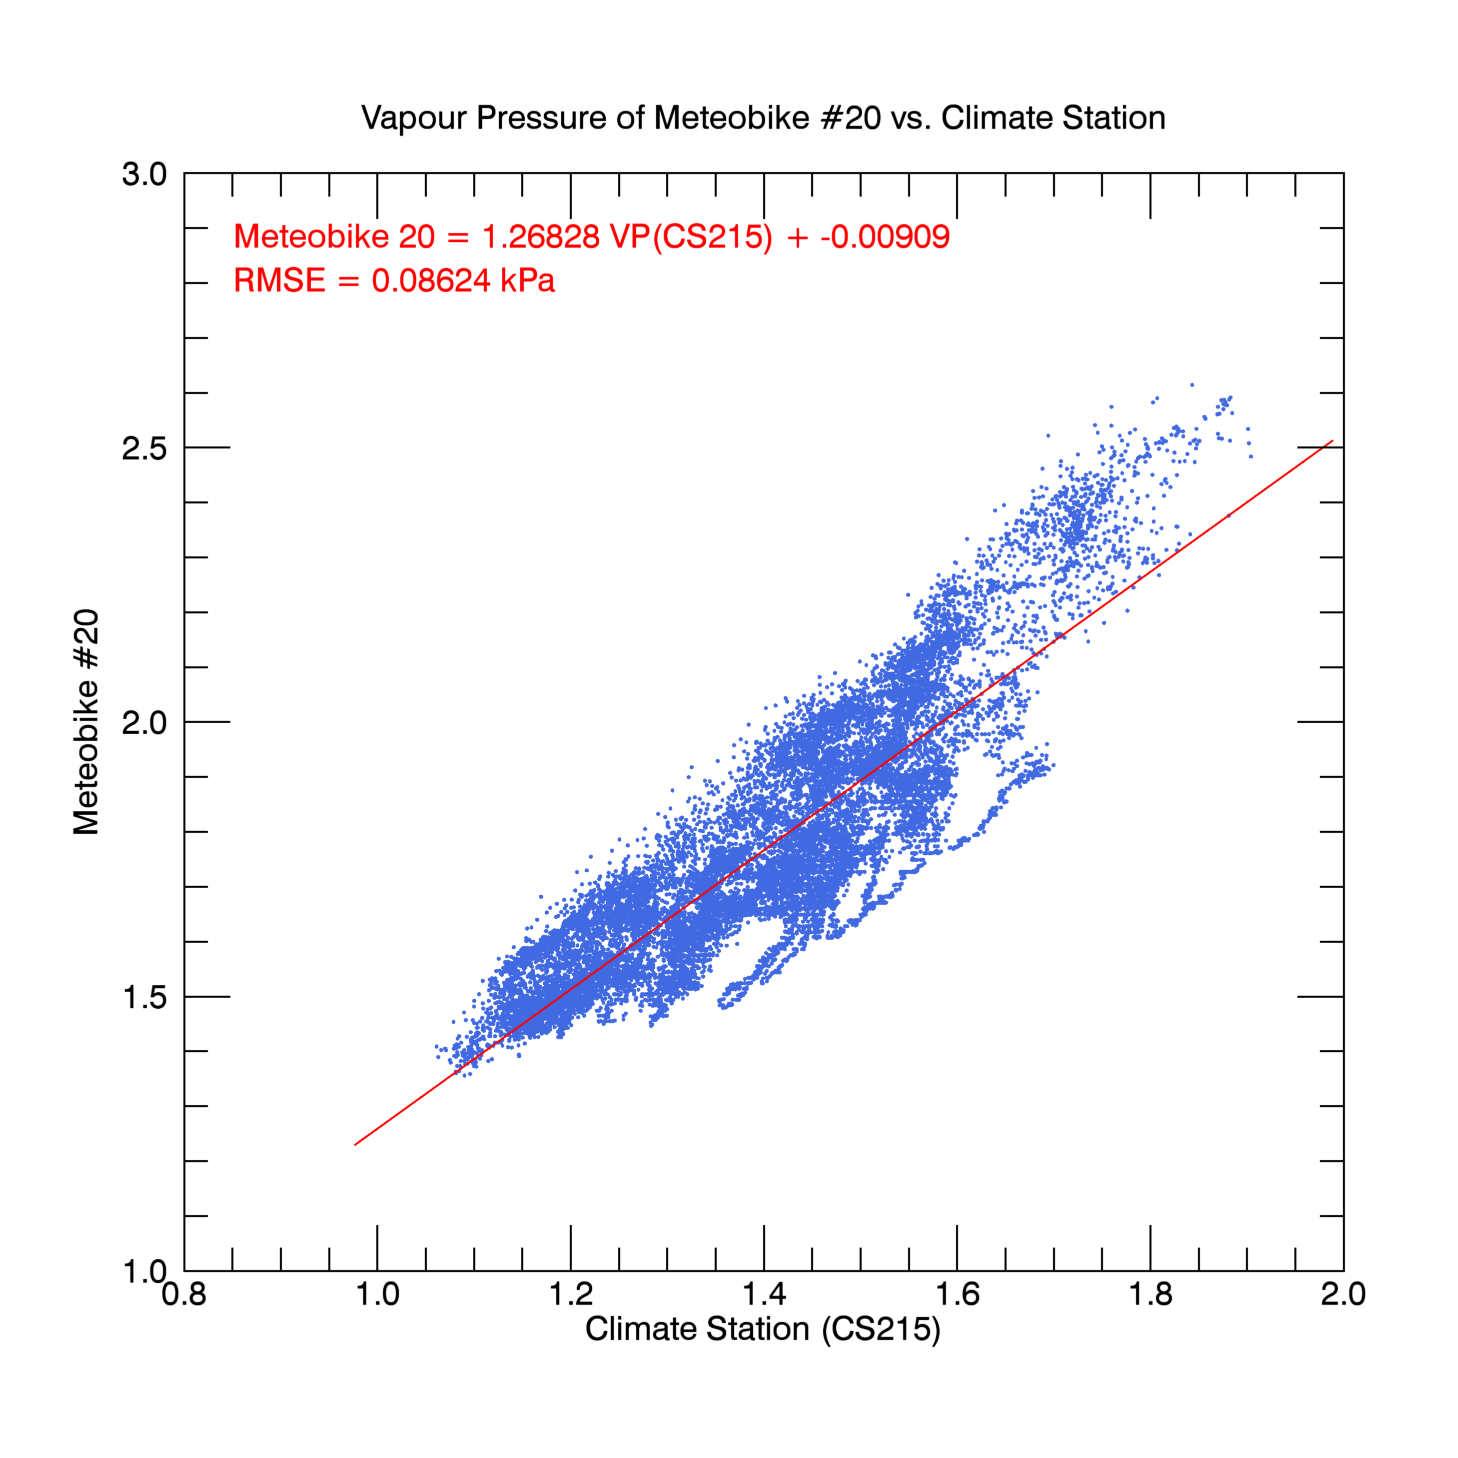 Vapour Pressure of Meteobike #20 vs. Climate Station
Meteobike 20 = 1.26828 VP(CS215) + -0.00909
RMSE = 0.08624 kPa
3.0
2.5
2.0
1.5
1.0
Meteobike #20
0.8 1.0 1.2 1.4 1.6 1.8 2.0
Climate Station (CS215)